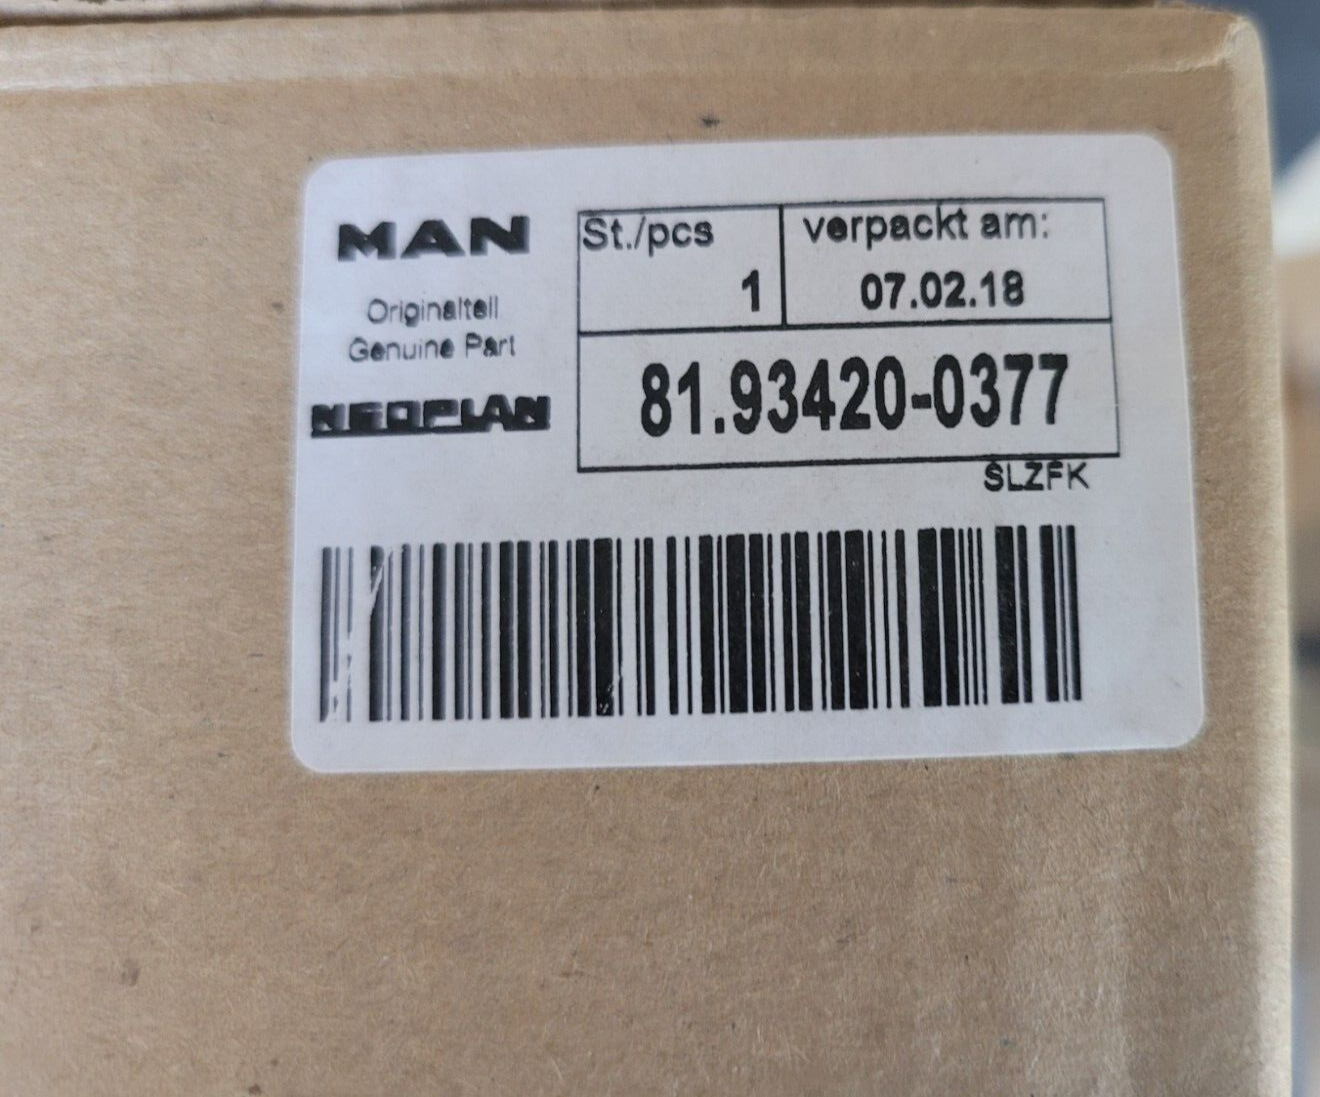 MAN
Originalteil
Genuine Part
NEOPLAN
St./pcs
1
verpackt am:
07.02.18
81.93420-0377
SLZFK